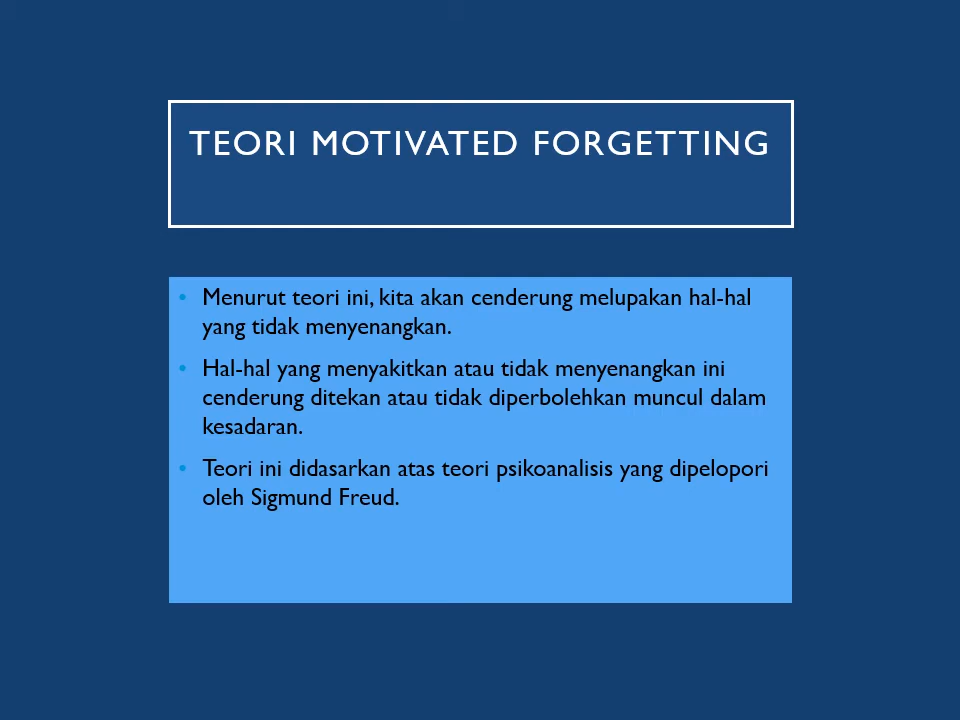 TEORI MOTIVATED FORGETTING
• Menurut teori ini, kita akan cenderung melupakan hal-hal
yang tidak menyenangkan.
• Hal-hal yang menyakitkan atau tidak menyenangkan ini
cenderung ditekan atau tidak diperbolehkan muncul dalam
kesadaran.
• Teori ini didasarkan atas teori psikoanalisis yang dipelopori
oleh Sigmund Freud.